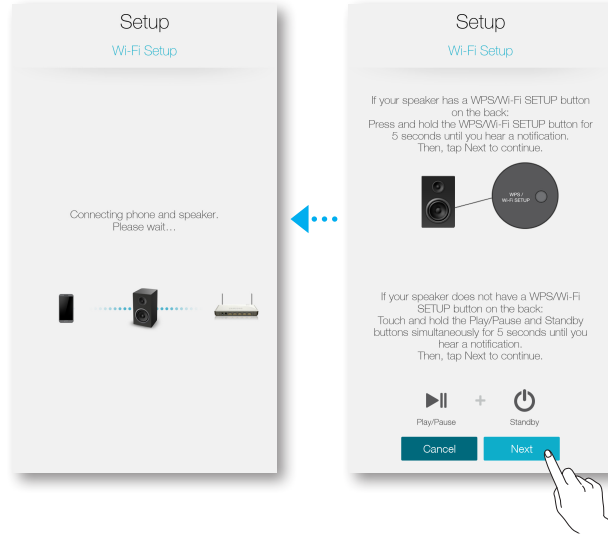 Setup
Wi-Fi Setup
Connecting phone and speaker.
Please wait…
Setup
Wi-Fi Setup
If your speaker has a WPS/Wi-Fi SETUP button
on the back:
Press and hold the WPS/Wi-Fi SETUP button for
5 seconds until you hear a notification.
Then, tap Next to continue.
WPS /
Wi-Fi SETUP
If your speaker does not have a WPS/Wi-Fi
SETUP button on the back:
Touch and hold the Play/Pause and Standby
buttons simultaneously for 5 seconds until you
hear a notification.
Then, tap Next to continue.
+
Play/Pause
Standby
Cancel
Next